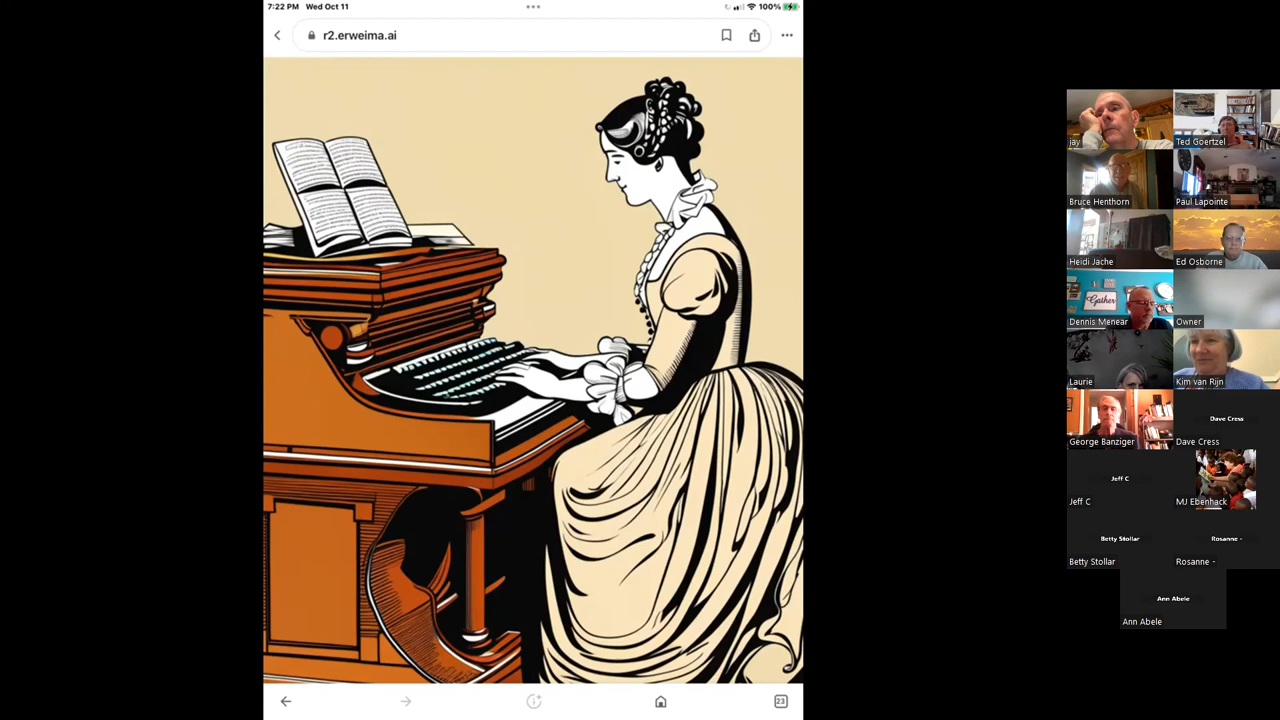 7:22 PM Wed Oct 11
100%
r2.erweima.ai
23
jay
Ted Goertzel
Bruce Henthorn
Paul Lapointe
Heidi Jache
Ed Osborne
Gather
Dennis Menear
Owner
Laurie
Kim van Rijn
George Banziger
Dave Cress
Dave Cress
Jeff C
Jeff C
MJ Ebenhack
Betty Stollar
Betty Stollar
Rosanne -
Rosanne -
Ann Abele
Ann Abele